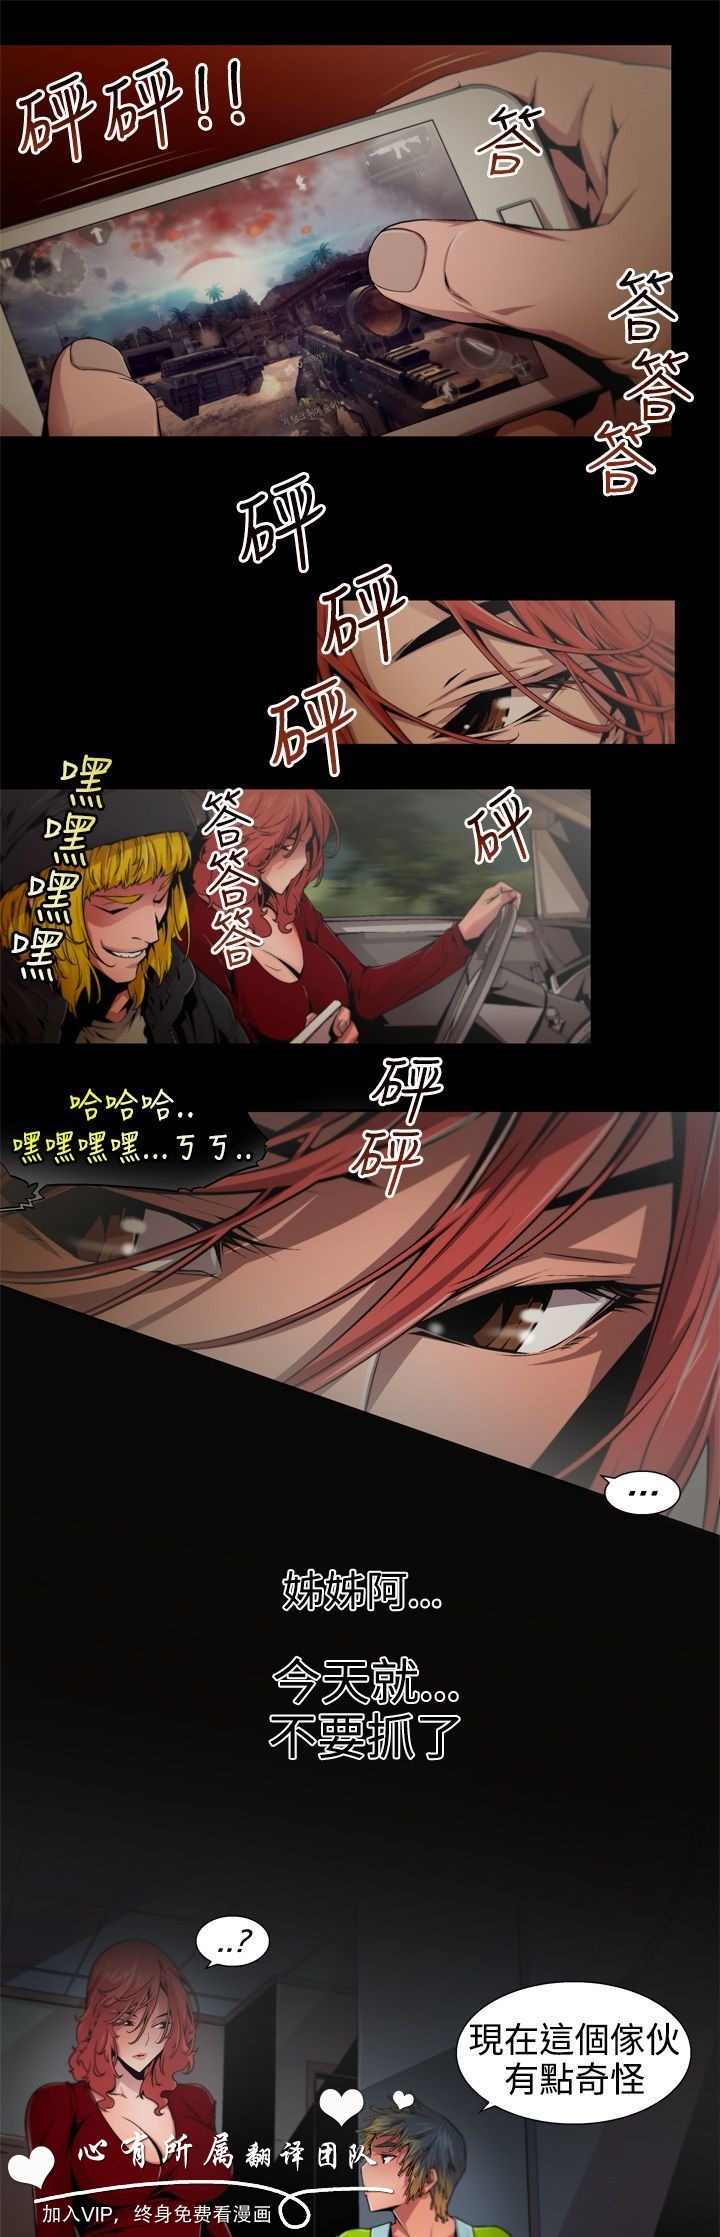 砰砰!!
答
答
答
答
砰
砰
砰
嘿
嘿
嘿
嘿
答
答
答
砰
砰
砰
哈哈哈..
嘿嘿嘿嘿...ㄎㄎ..
...
姊姊阿...
今天就...
不要抓了
..?
現在這個傢伙
有點奇怪
心有所属翻译团队
加入VIP，终身免费看漫画